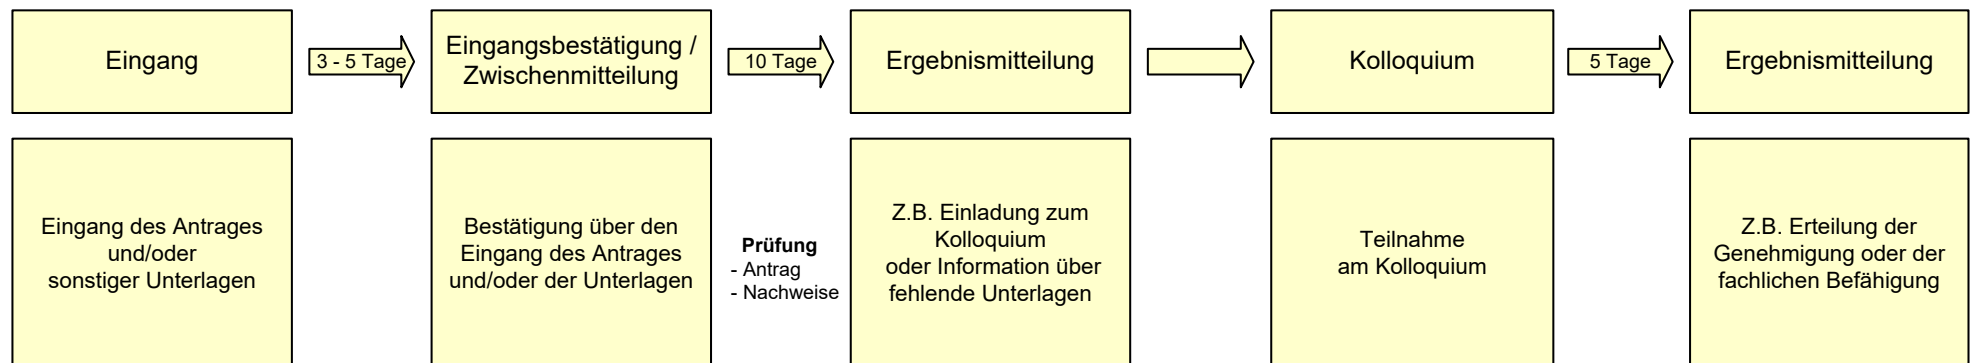 Eingang
3 - 5 Tage
Eingangsbestätigung /
Zwischenmitteilung
10 Tage
Ergebnismitteilung
Kolloquium
5 Tage
Ergebnismitteilung
Eingang des Antrages
und/oder
sonstiger Unterlagen
Bestätigung über den
Eingang des Antrages
und/oder der Unterlagen
Prüfung
- Antrag
- Nachweise
Z.B. Einladung zum
Kolloquium
oder Information über
fehlende Unterlagen
Teilnahme
am Kolloquium
Z.B. Erteilung der
Genehmigung oder der
fachlichen Befähigung